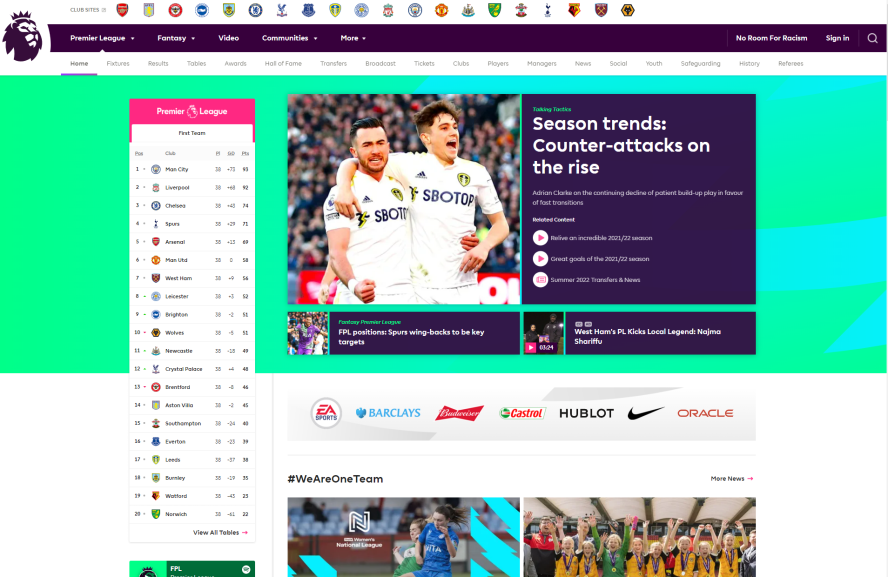 CLUB SITES
Premier League
Fantasy
Video
Communities
More
No Room For Racism
Sign in
Home
Fixtures
Results
Tables
Awards
Hall of Fame
Transfers
Broadcast
Tickets
Clubs
Players
Managers
News
Social
Youth
Safeguarding
History
Referees
Premier League
First Team
Pos Club Pl GD Pts
1 Man City 38 +73 93
2 Liverpool 38 +68 92
3 Chelsea 38 +43 74
4 Spurs 38 +29 71
5 Arsenal 38 +13 69
6 Man Utd 38 0 58
7 West Ham 38 +9 56
8 Leicester 38 +3 52
9 Brighton 38 -2 51
10 Wolves 38 -5 51
11 Newcastle 38 -18 49
12 Crystal Palace 38 +4 48
13 Brentford 38 -8 46
14 Aston Villa 38 -2 45
15 Southampton 38 -24 40
16 Everton 38 -23 39
17 Leeds 38 -37 38
18 Burnley 38 -19 35
19 Watford 38 -43 23
20 Norwich 38 -61 22
View All Tables
FPL
SBOTOP
Talking Tactics
Season trends:
Counter-attacks on
the rise
Adrian Clarke on the continuing decline of patient build-up play in favour
of fast transitions
Related Content
Relive an incredible 2021/22 season
Great goals of the 2021/22 season
Summer 2022 Transfers & News
Fantasy Premier League
FPL positions: Spurs wing-backs to be key
targets
03:24
West Ham's PL Kicks Local Legend: Najma
Shariffu
EA
SPORTS
BARCLAYS
Budweiser
Castrol
HUBLOT
ORACLE
#WeAreOneTeam
More News
Women's
National League